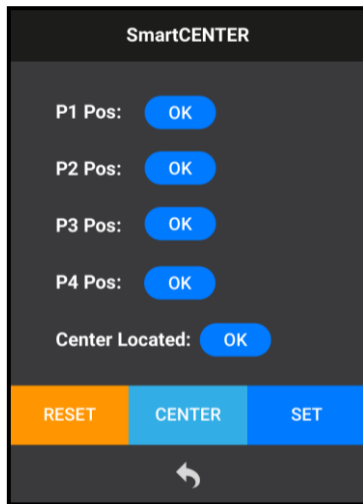 SmartCENTER
P1 Pos: OK
P2 Pos: OK
P3 Pos: OK
P4 Pos: OK
Center Located: OK
RESET CENTER SET